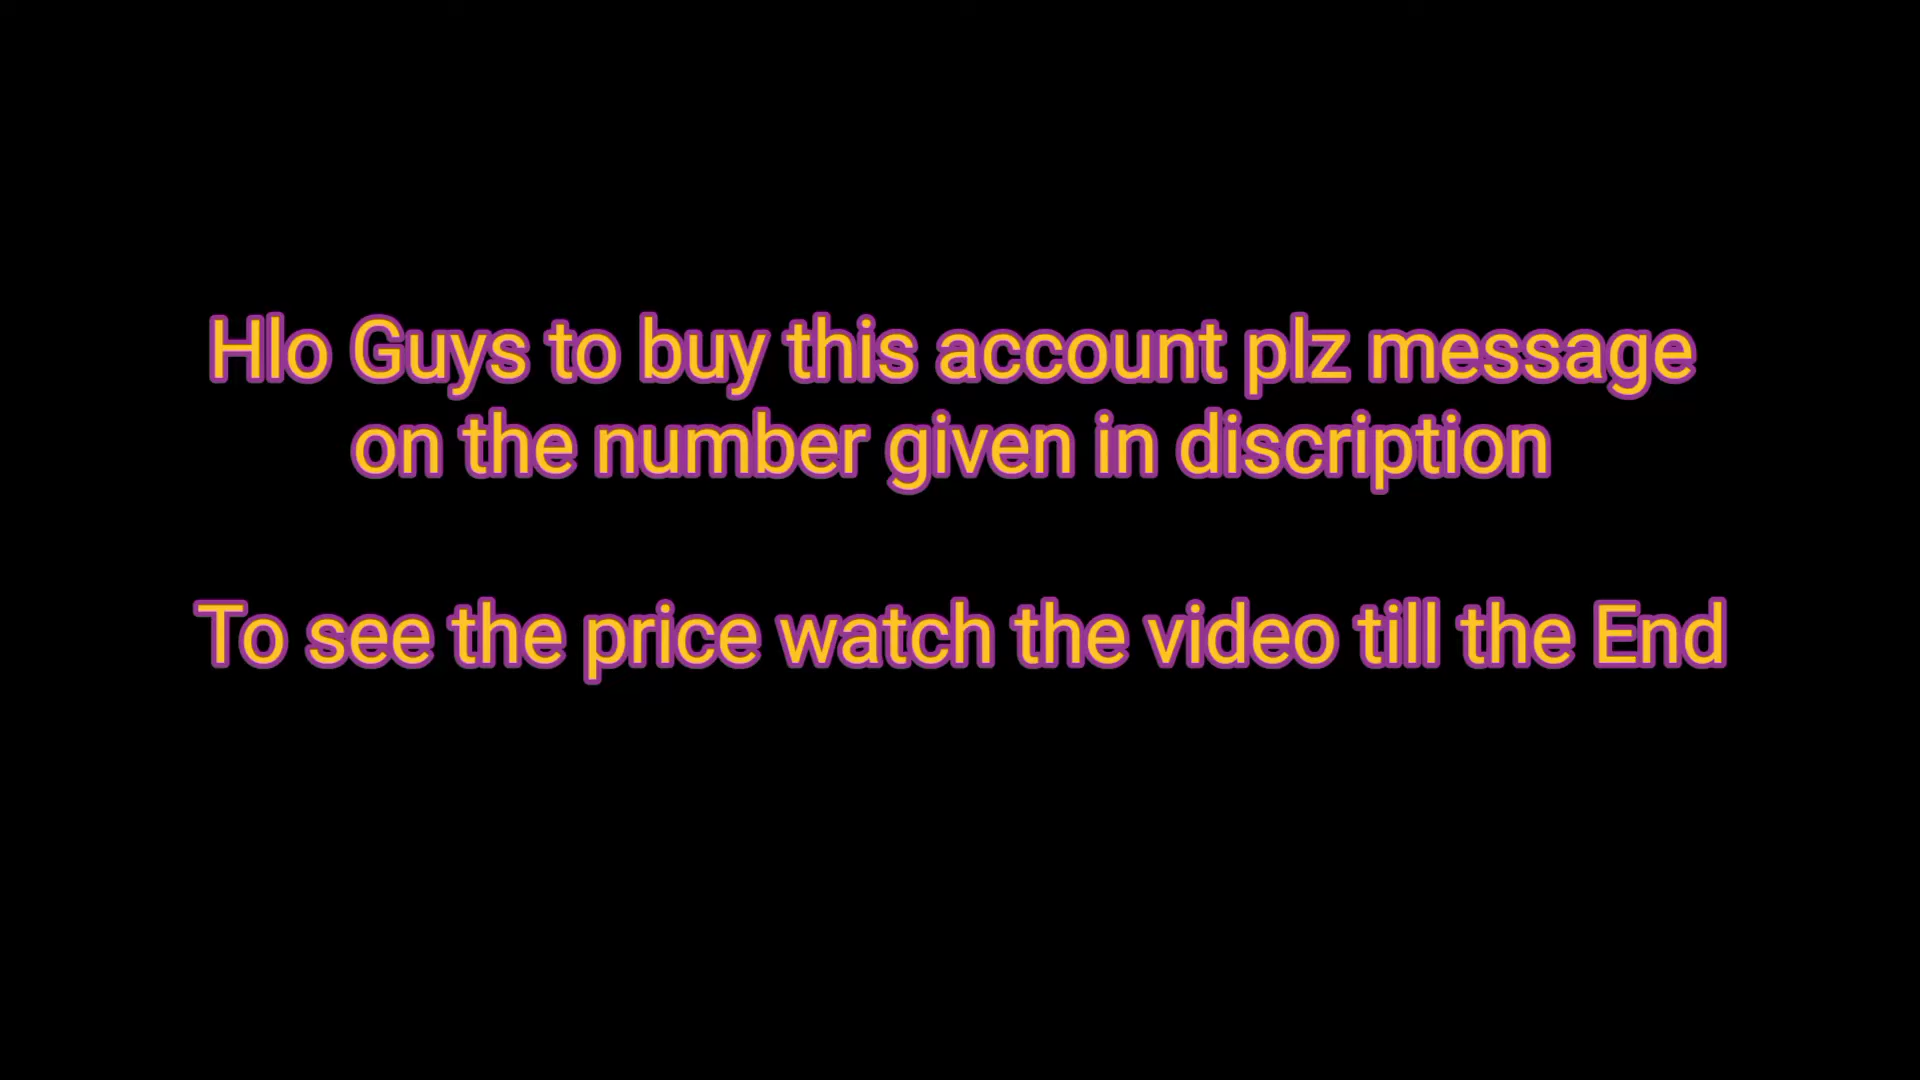 Hlo Guys to buy this account plz message
on the number given in discription
To see the price watch the video till the End